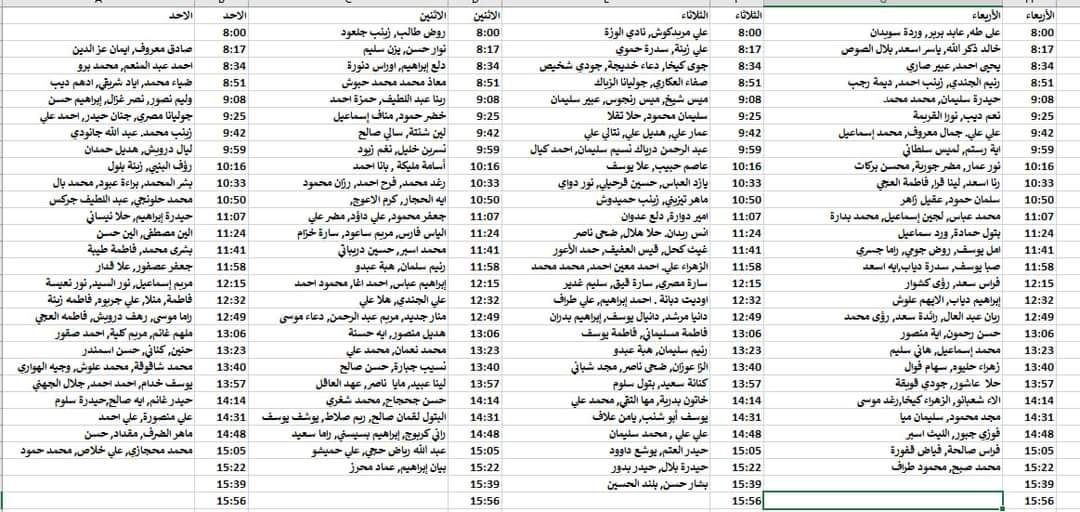 الأربعاء الأربعاء الثلاثاء الثلاثاء الاثنين الاثنين الاحد الاحد
8:00 على طه, عابد بربر, وردة سويدان 8:00 علي مريدكوش, نادي الوزة 8:00 روض طالب, زينب جلعود 8:00
8:17 خالد ذكر الله, ياسر اسعد, بلال الصوص 8:17 علي زينة, سدرة حموي 8:17 نوار حسن, يزن سليم 8:17 صادق معروف, ايمان عز الدين
8:34 يحيى احمد, عبير صاري 8:34 جوى كيخا, دعاء خديجة, جودي شخيص 8:34 دلع إبراهيم, اوراس دنورة 8:34 احمد عبد المنعم, محمد برو
8:51 رنيم الجندي, زينب احمد, ديمة رجب 8:51 صفاء العكاري, جوليانا الزباك 8:51 معاذ محمد محمد حبوش 8:51 ضياء محمد, اياد شريقي, ادهم ديب
9:08 حيدرة سليمان, محمد محمد 9:08 ميس شيخ, ميس رنجوس, عبير سليمان 9:08 رينا عبد اللطيف, حمزة احمد 9:08 وليم نصور, نصر غزال, إبراهيم حسن
9:25 نعم ديب, نورا القريمة 9:25 سليمان محمود, حلا تقلا 9:25 خضر حمود, مناف إسماعيل 9:25 جوليانا مصري, جنان حيدر, احمد علي
9:42 علي علي. جمال معروف, محمد إسماعيل 9:42 عمار علي, هديل علي, نتالي علي 9:42 لين شنتة, سالي صالح 9:42 زينب محمد. عبد الله جانودي
9:59 اية رستم, لميس سلطاني 9:59 عبد الرحمن درباك نسيم سليمان, احمد كيال 9:59 نسرين خليل, نغم زيود 9:59 ليال درويش, هديل حمدان
10:16 نور عمار, مضر جورية, محسن بركات 10:16 عاصم حبيب, علا يوسف 10:16 أسامة مليكة , بانا احمد 10:16 رؤف البني, زينة بلول
10:33 رنا اسعد, لينا قرا, فاطمة العجي 10:33 يازد العباس, حسين قرحيلي, نور دواي 10:33 رغد محمد, فرح احمد, رزان محمود 10:33 بشر المحمد, براءة عبود, محمد بال
10:50 سلمان حمود, عقيل زاهر 10:50 ماهر تيزيني, زينب حميدوش 10:50 ايه الحجار, كرم الاعوج, 10:50 محمد حلونجي, عبد اللطيف جركس
11:07 محمد عباس, لجين إسماعيل, محمد بدارة 11:07 امير دوارة, دلع عدوان 11:07 جعفر محمود, علي داؤد, مضر علي 11:07 حيدرة إبراهيم, حلا نيساني
11:24 بتول حمادة, ورد سماعيل 11:24 انس ريدان, حلا هلال, ضحى ناصر 11:24 الياس فارس, مريم ساعود, سارة خزام 11:24 الين مصطفى, الين حسن
11:41 امل يوسف, روض جوبي, راما جسري 11:41 غيث كحل, قيس العفيف, حمد الأعور 11:41 محمد اسبر, حسين دريباتي 11:41 بشرى محمد, فاطمة طيبة
11:58 صبا يوسف, سدرة دياب,ايه اسعد 11:58 الزهراء علي, احمد معين احمد, محمد محمد 11:58 رنيم سلمان, هبة عبدو 11:58 جعفر عصفور, علا قدار
12:15 فراس سعد, رؤى كشوار 12:15 سارة مصري, سارة قبق, سليم غدير 12:15 إبراهيم عباس, احمد اغا, محمود احمد 12:15 مريم إسماعيل, نور السيد, نور نعيسة
12:32 إبراهيم دياب, الايهم علوش 12:32 اوديت ديانة . احمد إبراهيم, علي طراف 12:32 علي الجندي, هلا علي 12:32 فاطمة, منلا, علي جربوه, فاطمه زينة
12:49 ريان عبد العال, رائدة سعد, رؤى محمد 12:49 دانيا مرشد, دانيال يوسف, إبراهيم بدران 12:49 منار جديد, مريم عبد الرحمن, دعاء موسى 12:49 راما موسى, رهف درويش, فاطمه العجي
13:06 حسن رحمون, اية منصور 13:06 فاطمة مسليماني, فاطمة يوسف 13:06 هديل منصور, ايه حسنة 13:06 ملهم غانم, مريم كلية, احمد صقور
13:23 محمد إسماعيل, هاني سليم 13:23 رنيم سليمان, هبة عبدو 13:23 محمد نعمان, محمد علي 13:23 حنين, كناني, حسن اسمندر
13:40 زهراء حليوه, سهام فوال 13:40 الزا عوزان, ضحى ناصر, مجد شبناني 13:40 نسيب جبارة, حسن صالح 13:40 محمد شاقوقة, محمد علوش, وجيه الهواري
13:57 حلا عاشور, جودي قويقة 13:57 كنانة سعيد, بتول سلوم 13:57 لينا عبيد, مايا ناصر, عهد العاقل 13:57 يوسف خدام, احمد احمد, جلال الجهني
14:14 الاء شعبانو, الزهراء كيخا,رغد موسى 14:14 خاتون بدرية, مها النقي, محمد علي 14:14 حسن جحجاح, محمد شغري 14:14 حيدر غانم, ايه صالح,حيدرة سلوم
14:31 مجد محمود, سليمان ميا 14:31 يوسف أبو شنب, يامن علاف 14:31 البتول لقمان صالح, ريم صلاط, يوشف يوسف 14:31 علي منصورة, علي احمد
14:48 فوزي جبور, الليث اسبر 14:48 علي علي , محمد سليمان 14:48 راني كربوج, إبراهيم بسيسي, راما سعيد 14:48 ماهر الضرف, مقداد, حسن
15:05 فراس صالحة, فياض قفورة 15:05 حيدر العتم, يوشع داوود 15:05 عبد الله رياض حجي, علي حميشو 15:05 محمد محجازي, علي خلاص, محمد حمود
15:22 محمد صبح, محمود طراف 15:22 حيدرة بلال, حيدر بدور 15:22 بيان إبراهيم, عماد محرز 15:22
15:39 15:39 بشار حسن, بلند الحسين 15:39 15:39
15:56 15:56 15:56 15:56